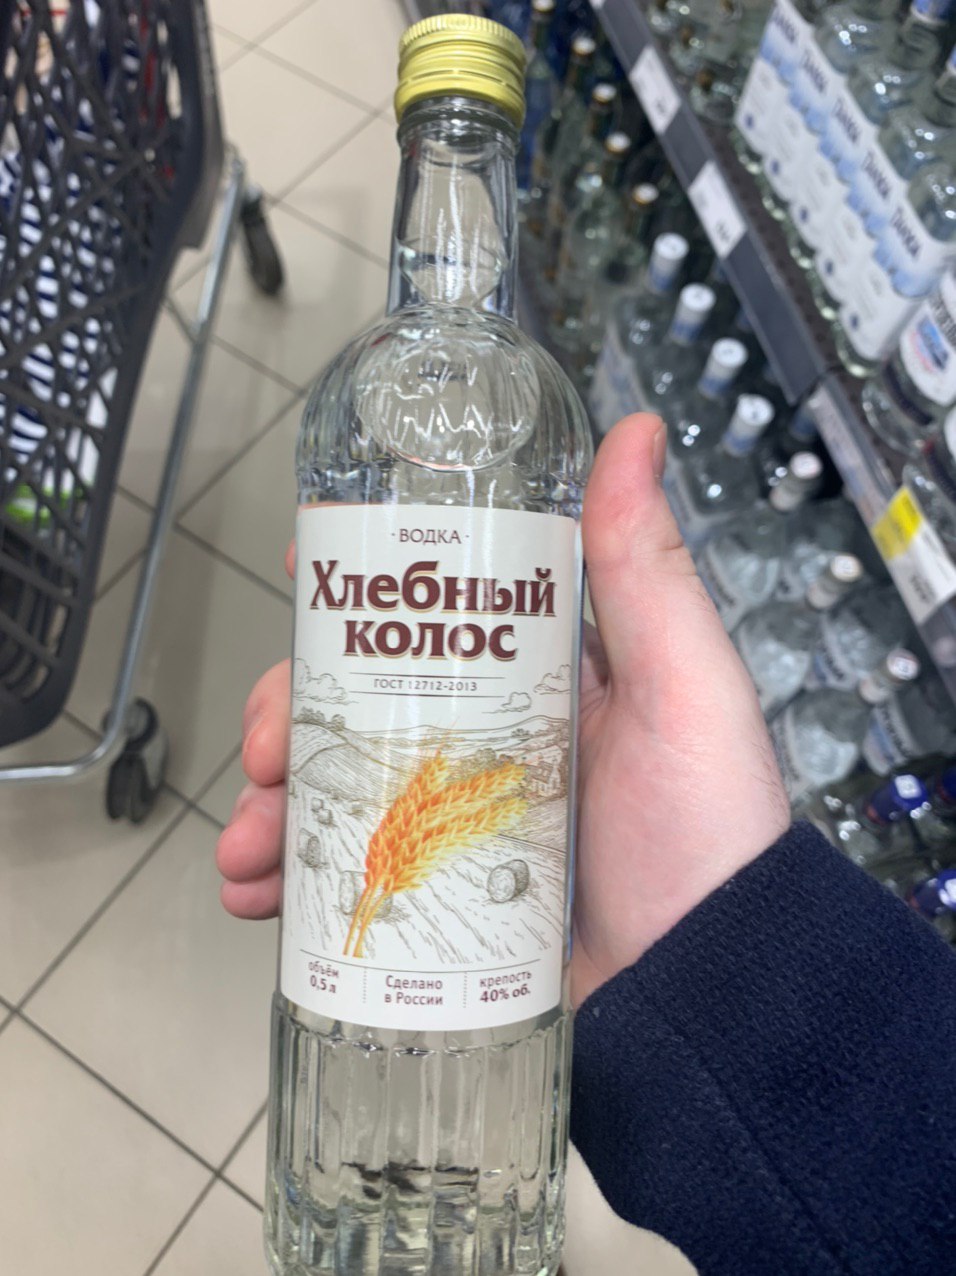 · ВОДКА ·
Хлебный
колос
ГОСТ 12712-2013
объём
0,5 л
Сделано
в России
крепость
40% об.